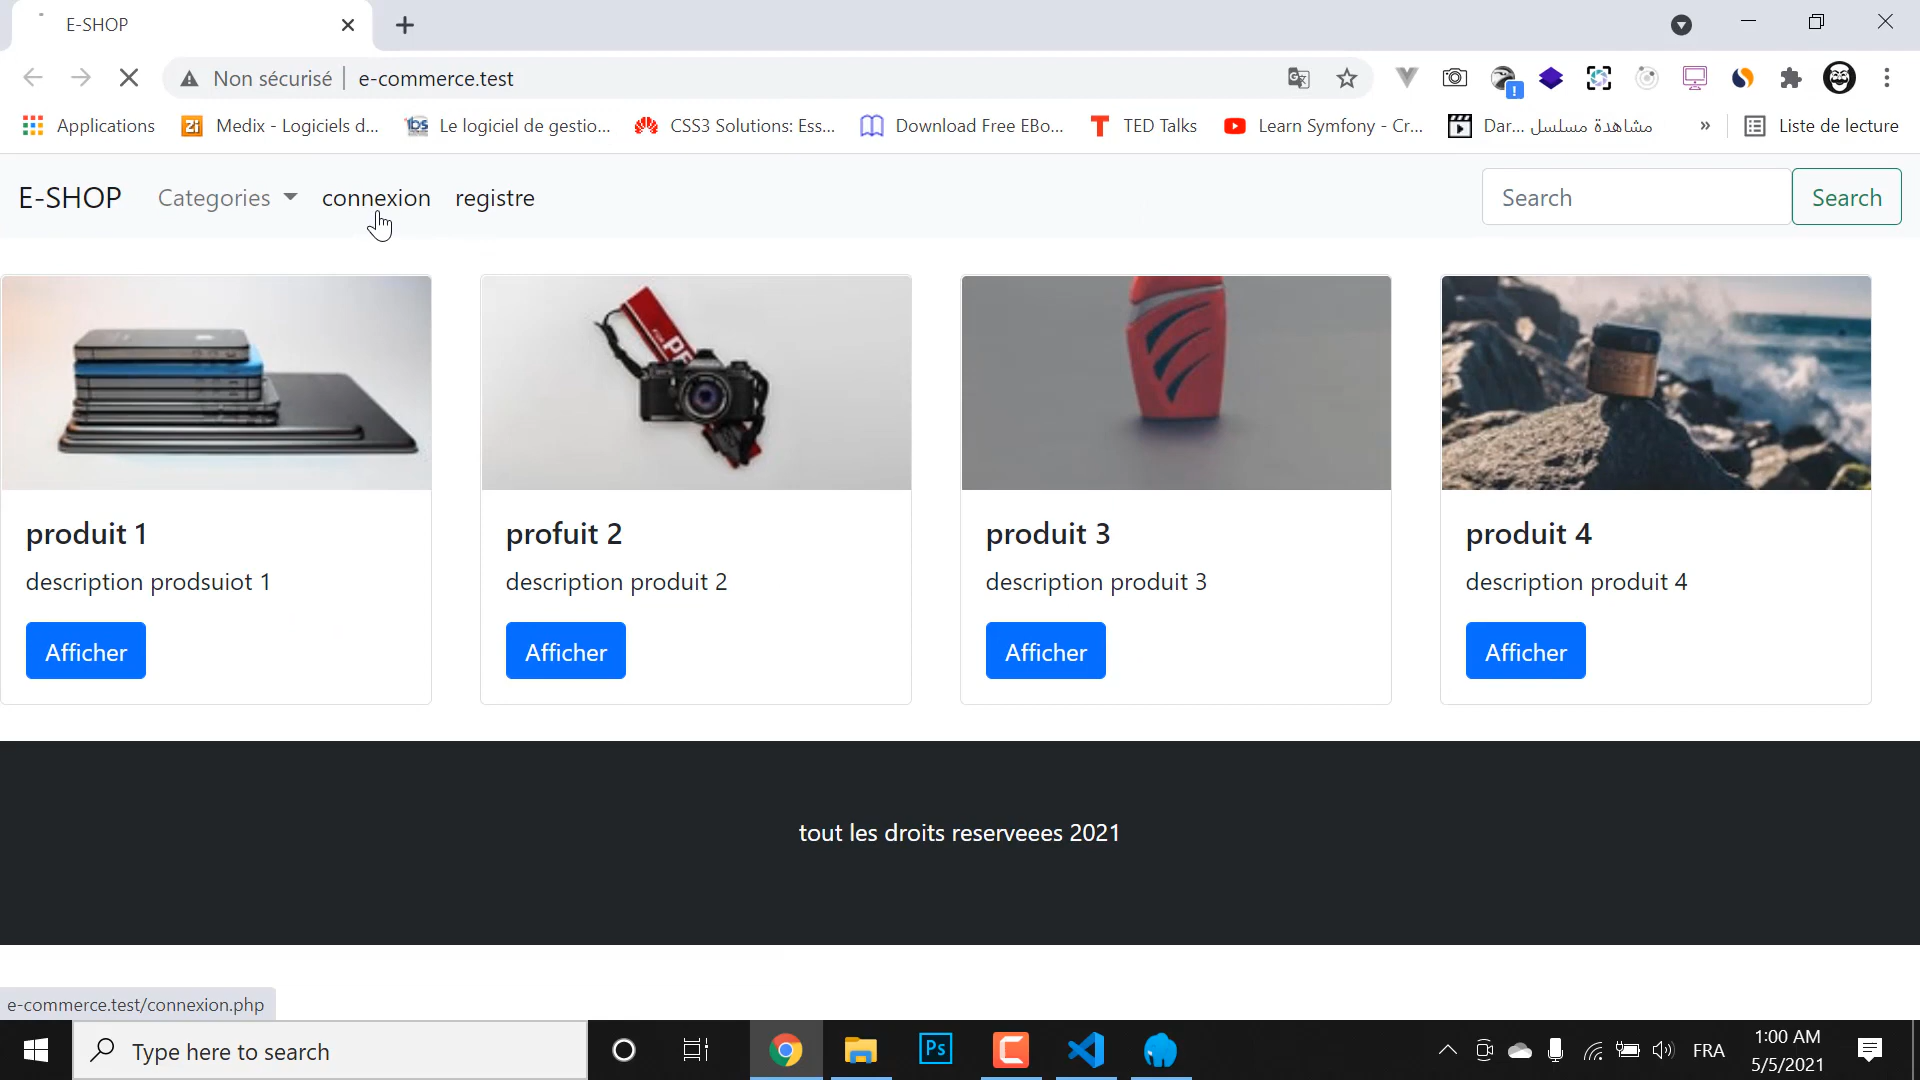 E-SHOP
Non sécurisé
e-commerce.test
Applications
Medix - Logiciels d...
Le logiciel de gestio...
CSS3 Solutions: Ess...
Download Free EBo...
TED Talks
Learn Symfony - Cr...
Dar... مشاهدة مسلسل
»
Liste de lecture
E-SHOP
Categories
connexion
registre
Search
Search
produit 1
description prodsuiot 1
Afficher
profuit 2
description produit 2
Afficher
produit 3
description produit 3
Afficher
produit 4
description produit 4
Afficher
tout les droits reserveees 2021
e-commerce.test/connexion.php
Type here to search
Ps
FRA
1:00 AM
5/5/2021